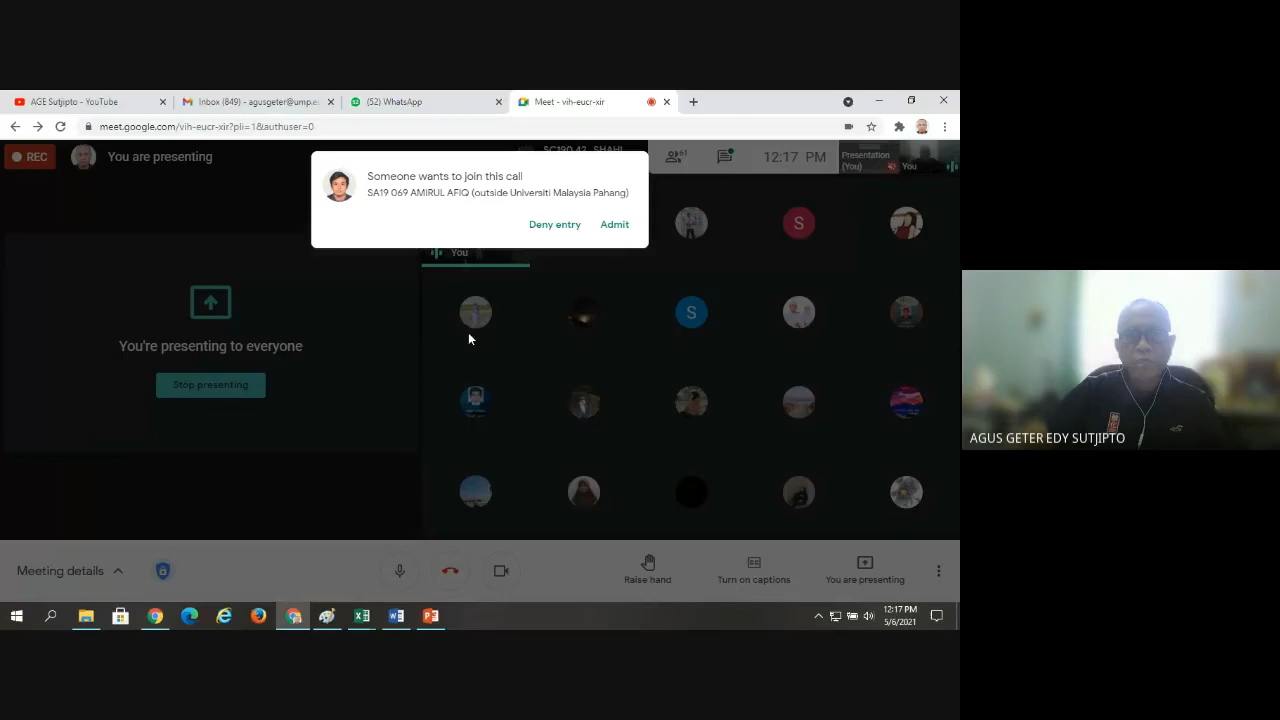 AGE Sutjipto - YouTube
Inbox (849) - agusgeter@ump.e
(52) WhatsApp
Meet - vih-eucr-xir
meet.google.com/vih-eucr-xir?pli=1&authuser=0
REC
You are presenting
61
12:17 PM
Presentation
(You)
You
Someone wants to join this call
SA19 069 AMIRUL AFIQ (outside Universiti Malaysia Pahang)
Deny entry
Admit
You
S
S
You're presenting to everyone
Stop presenting
AGUS GETER EDY SUTJIPTO
Meeting details
Raise hand
Turn on captions
You are presenting
12:17 PM
5/6/2021